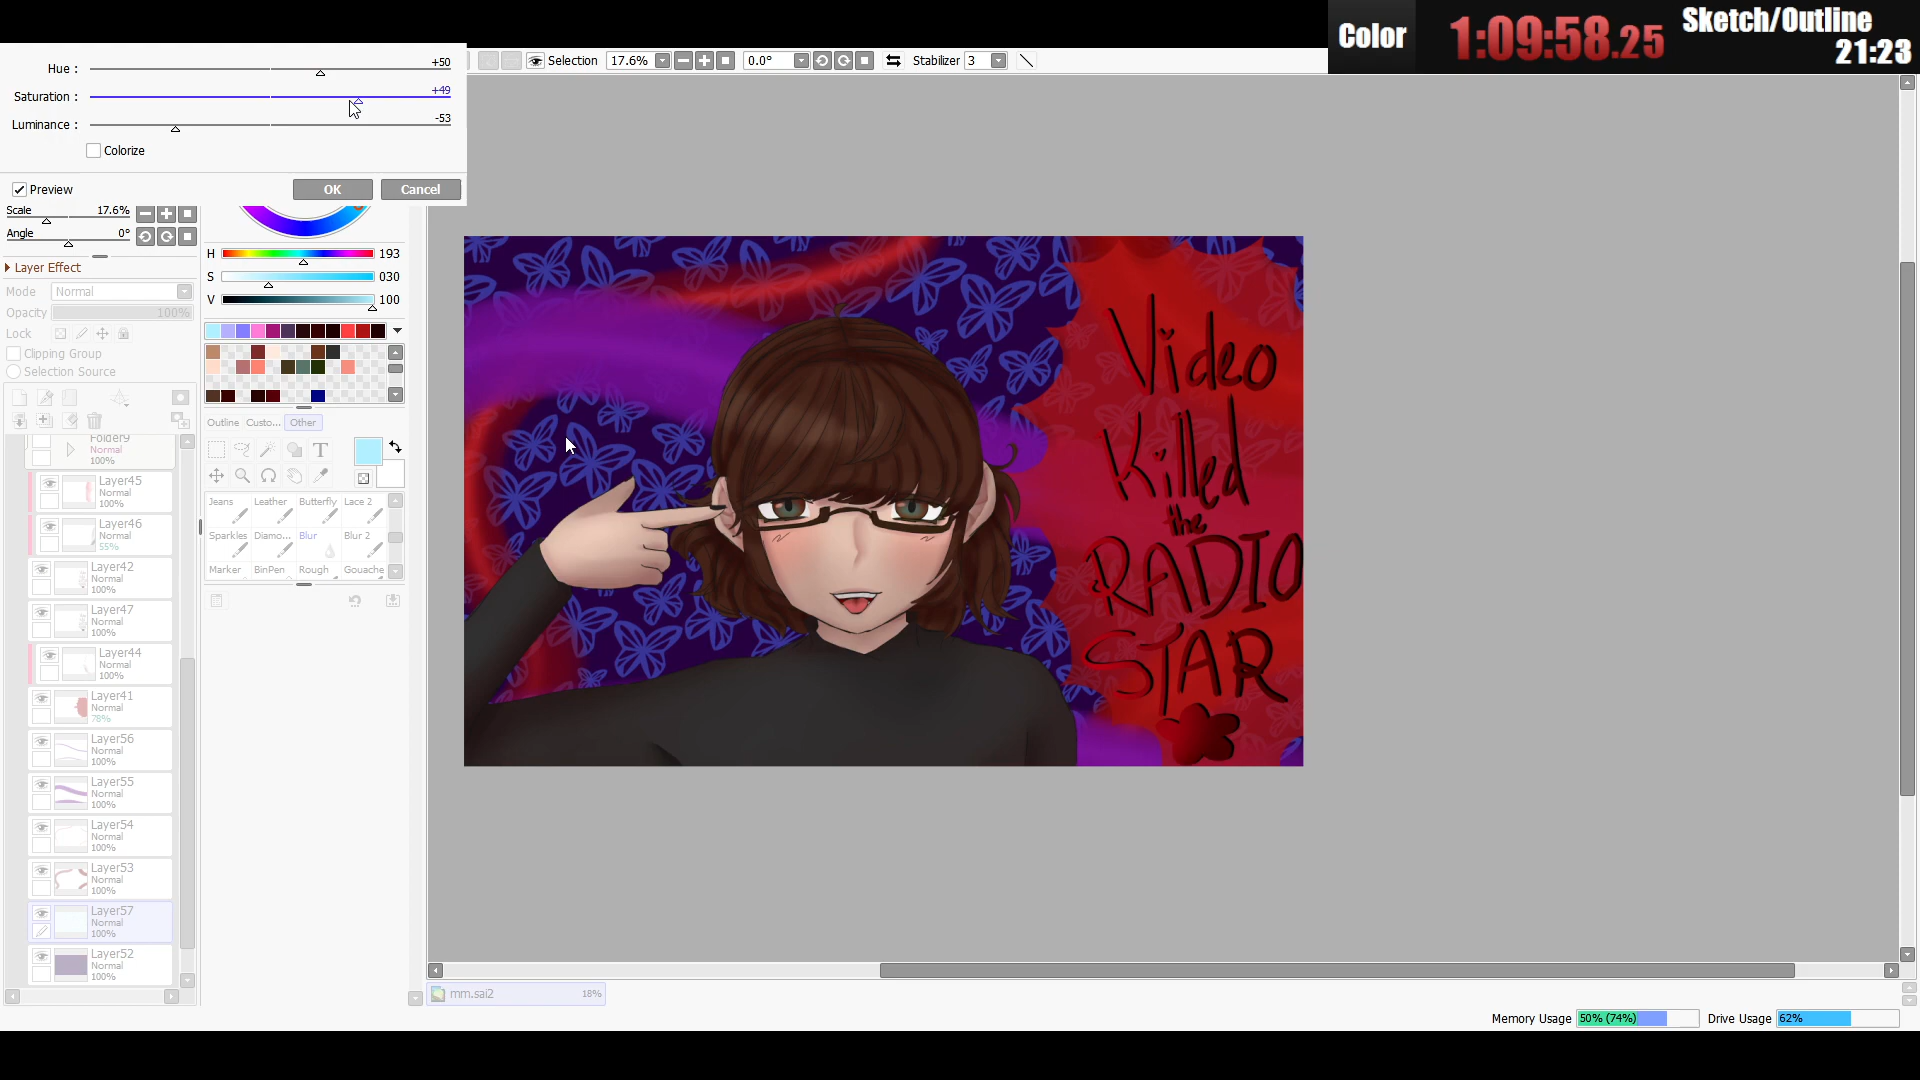 Color
1:09:58.25
Sketch/Outline
21:23
Hue : +50
Saturation : +49
Luminance : -53
Colorize
Preview
OK Cancel
Selection 17.6% 0.0° Stabilizer 3
Scale 17.6%
Angle 0°
Layer Effect
Mode Normal
Opacity 100%
Lock
Clipping Group
Selection Source
H 193
S 030
V 100
Outline Custo... Other
T
Jeans Leather Butterfly Lace 2
Sparkles Diamo... Blur Blur 2
Marker BinPen Rough Gouache
Folder9
Normal
100%
Layer45
Normal
100%
Layer46
Normal
55%
Layer42
Normal
100%
Layer47
Normal
100%
Layer44
Normal
100%
Layer41
Normal
78%
Layer56
Normal
100%
Layer55
Normal
100%
Layer54
Normal
100%
Layer53
Normal
100%
Layer57
Normal
100%
Layer52
Normal
100%
Video
Killed
the
RADIO
STAR
mm.sai2 18%
Memory Usage 50% (74%) Drive Usage 62%